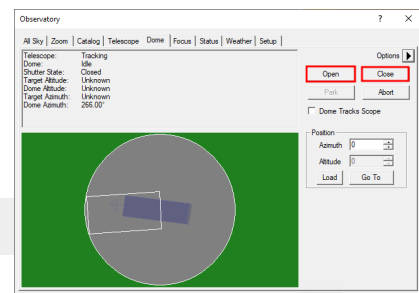 Observatory ? ×
All Sky Zoom Catalog Telescope Dome Focus Status Weather Setup
Telescope: Tracking
Dome: Idle
Shutter State: Closed
Target Altitude: Unknown
Dome Altitude: Unknown
Target Azimuth: Unknown
Dome Azimuth: 266.00°
Options
Open Close
Park Abort
Dome Tracks Scope
Position
Azimuth 0
Altitude 0
Load Go To